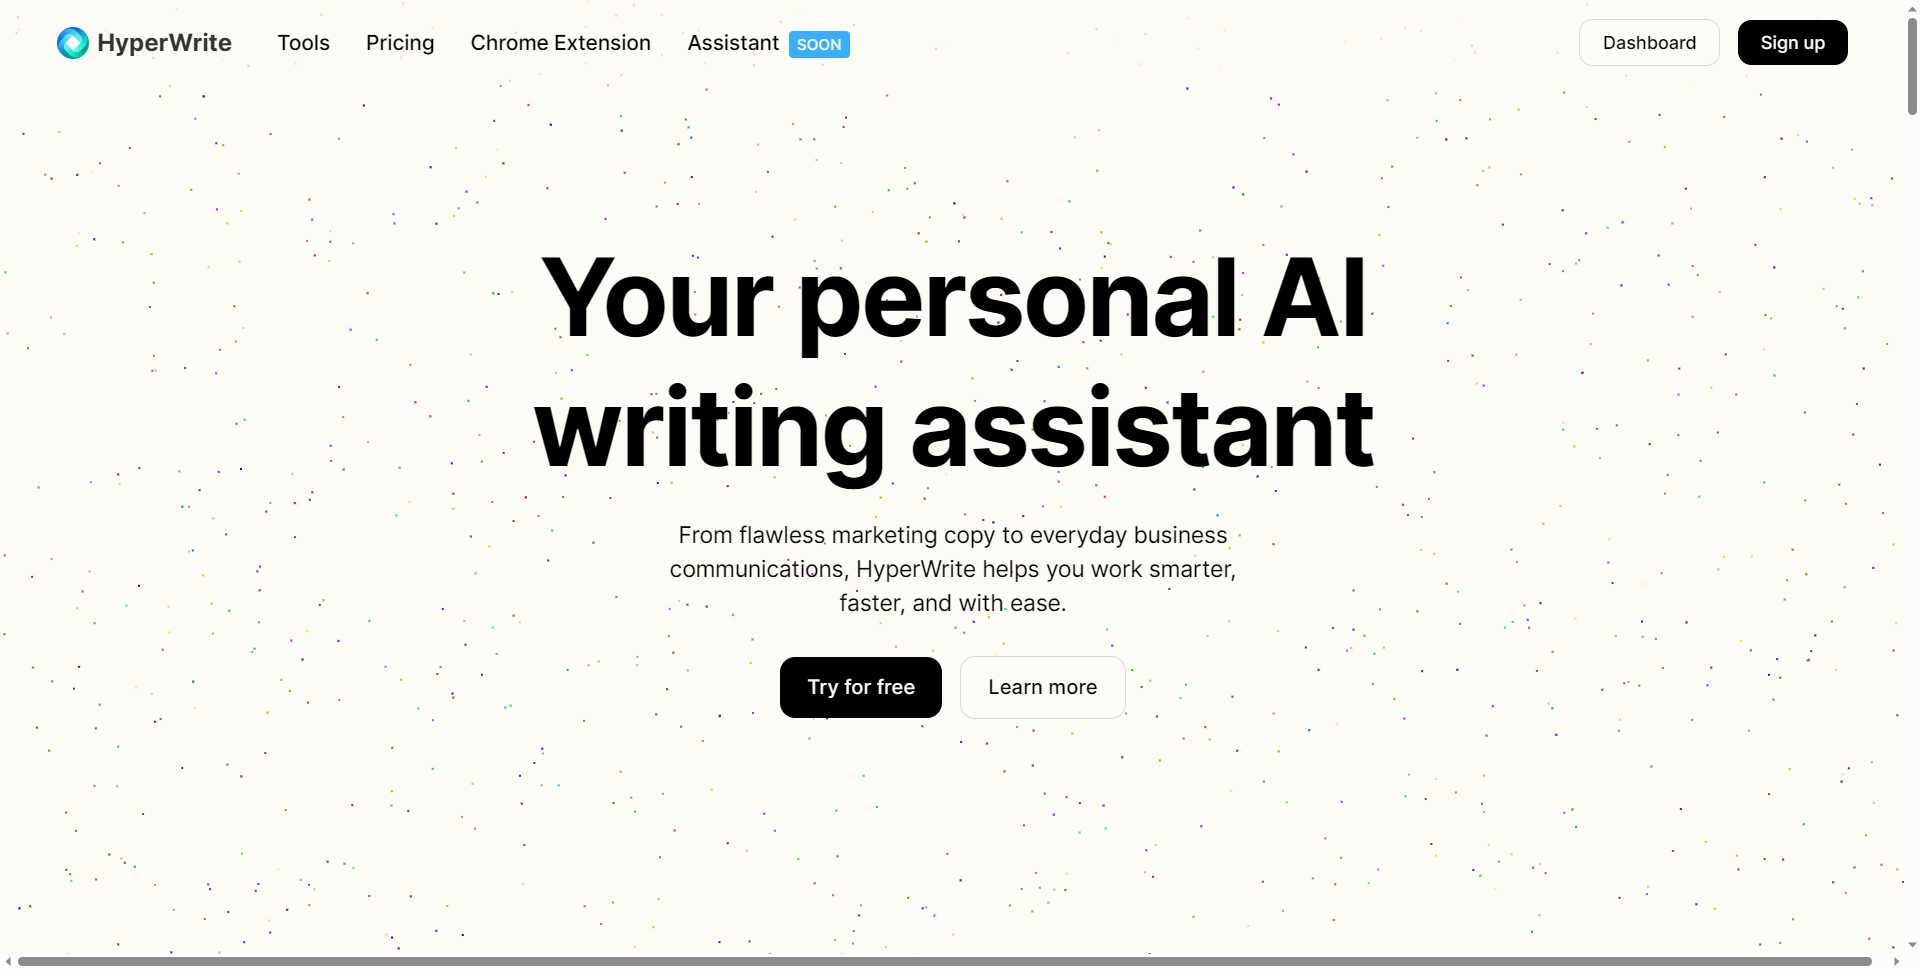 HyperWrite Tools Pricing Chrome Extension Assistant SOON Dashboard Sign up
Your personal AI
writing assistant
From flawless marketing copy to everyday business
communications, HyperWrite helps you work smarter,
faster, and with ease.
Try for free Learn more